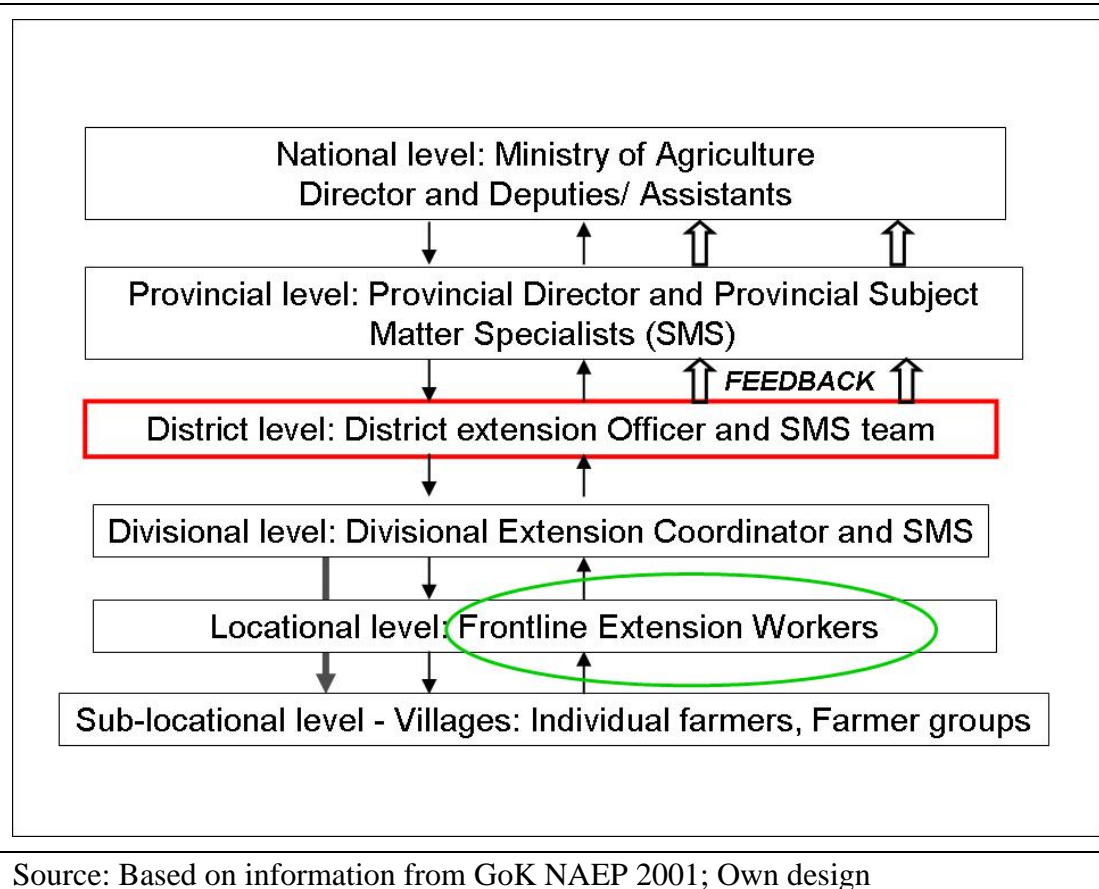 National level: Ministry of Agriculture
Director and Deputies/ Assistants
Provincial level: Provincial Director and Provincial Subject
Matter Specialists (SMS)
FEEDBACK
District level: District extension Officer and SMS team
Divisional level: Divisional Extension Coordinator and SMS
Locational level: Frontline Extension Workers
Sub-locational level - Villages: Individual farmers, Farmer groups
Source: Based on information from GoK NAEP 2001; Own design